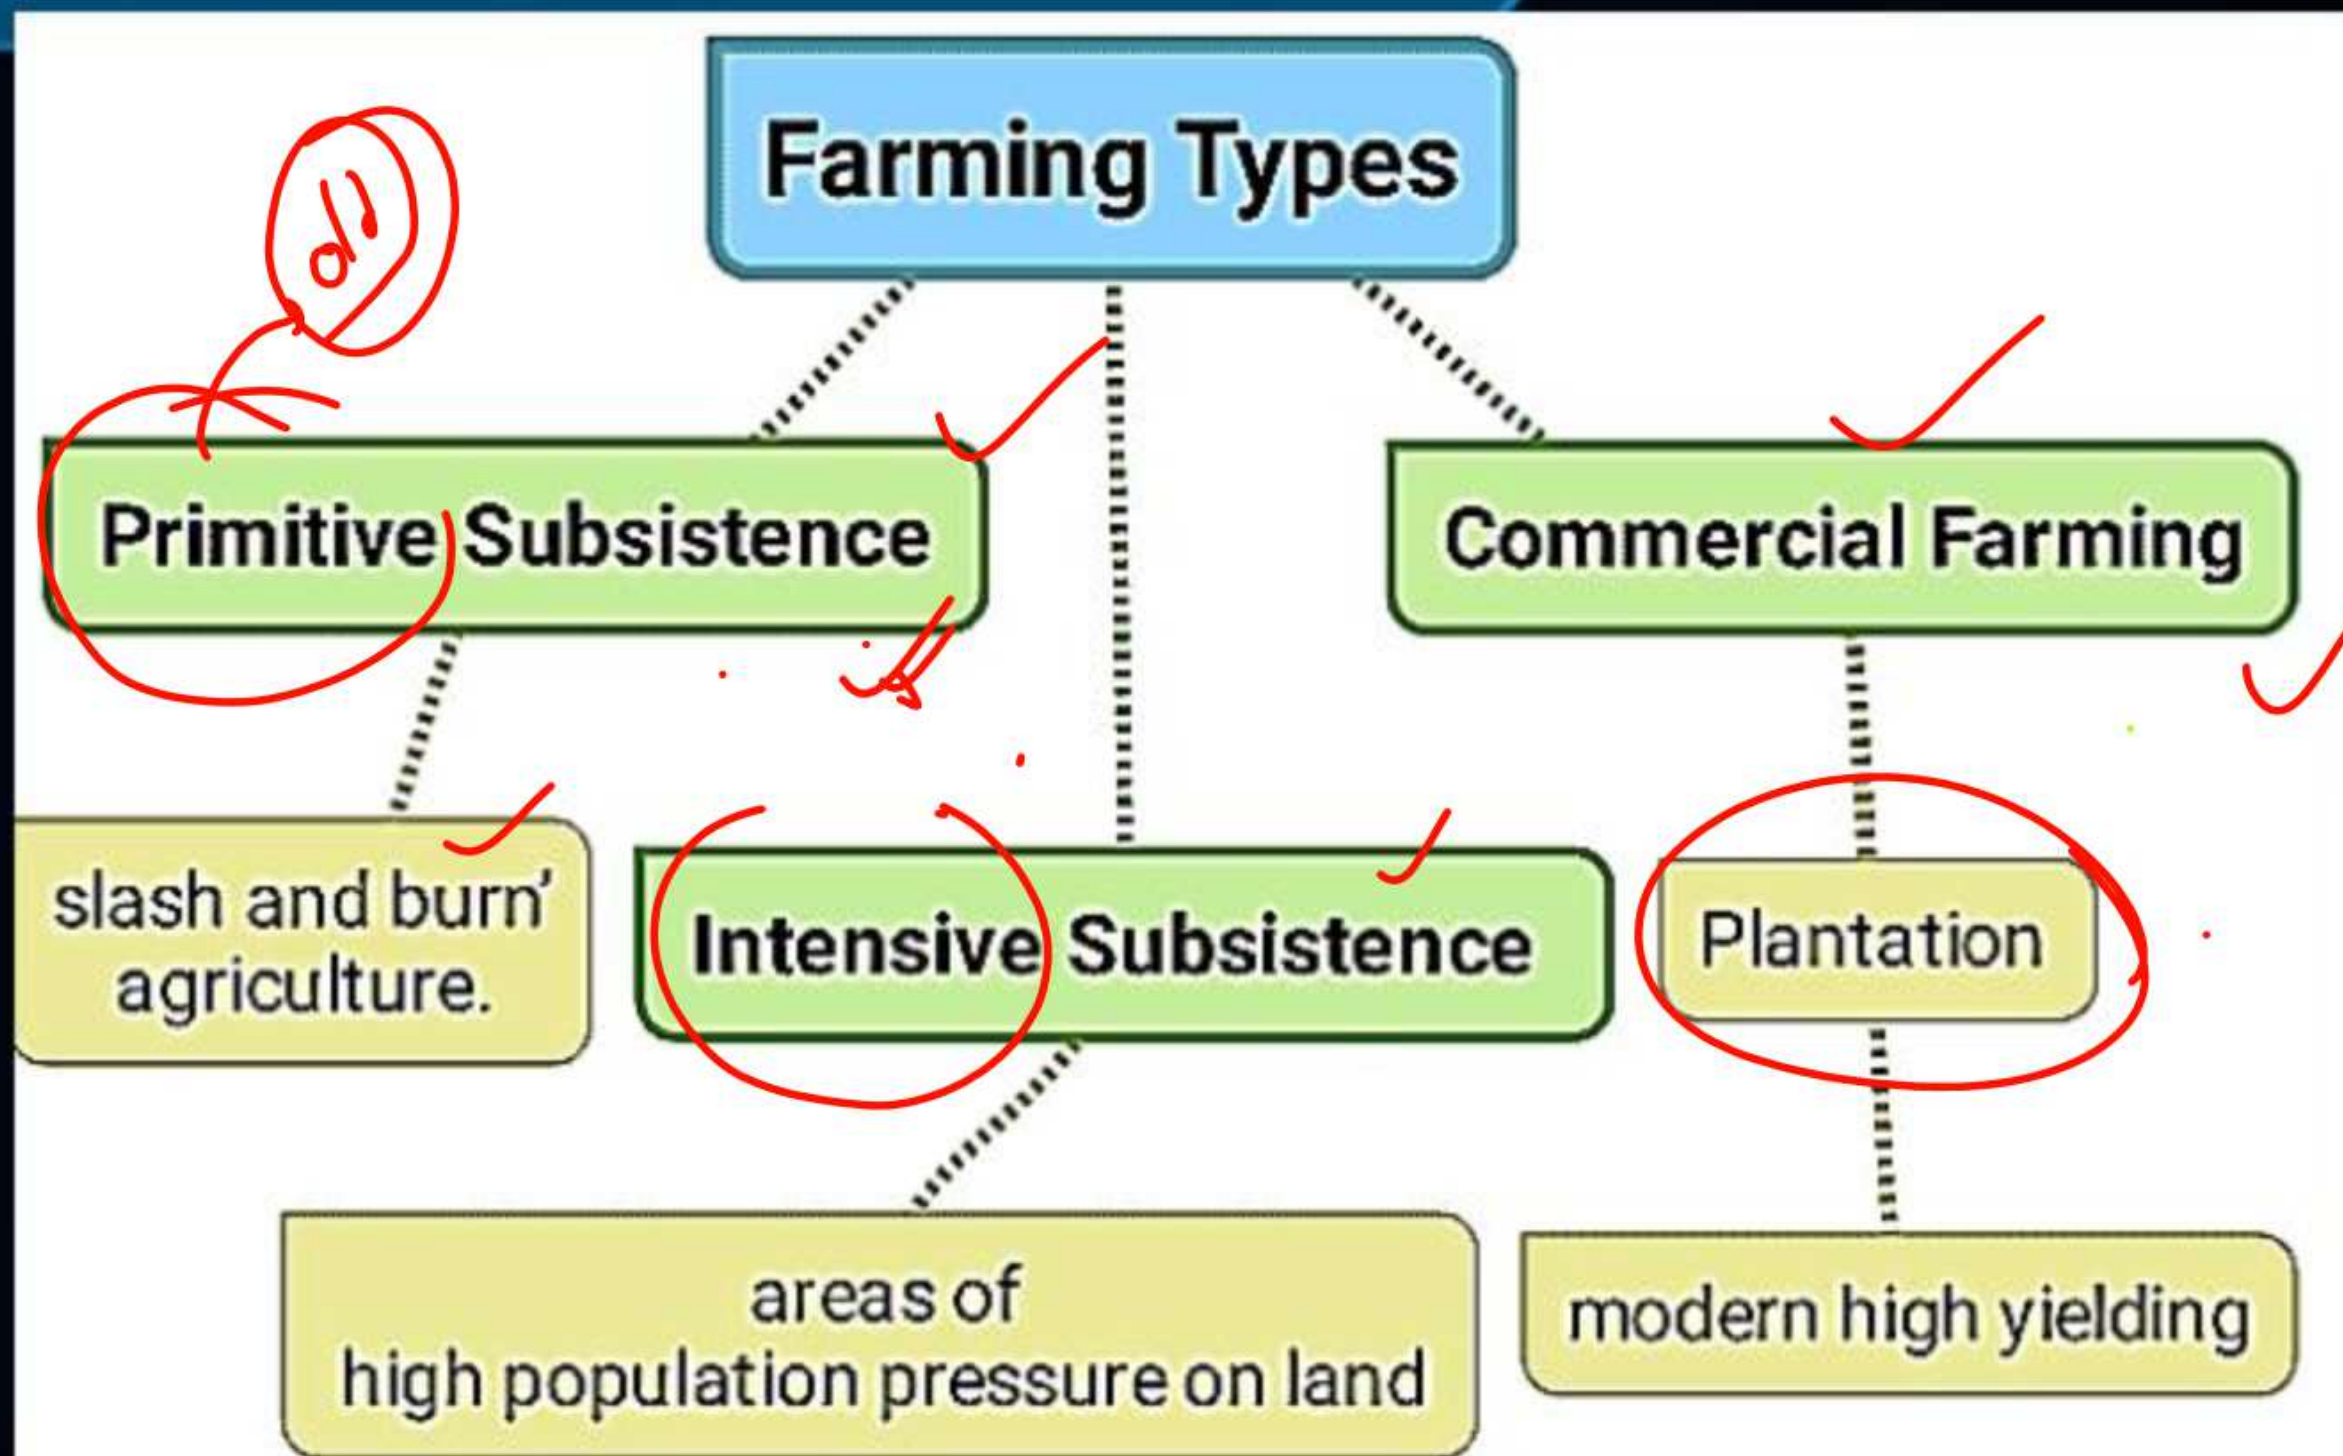 Farming Types
old
Primitive Subsistence
Commercial Farming
slash and burn’
agriculture.
Intensive Subsistence
Plantation
areas of
high population pressure on land
modern high yielding